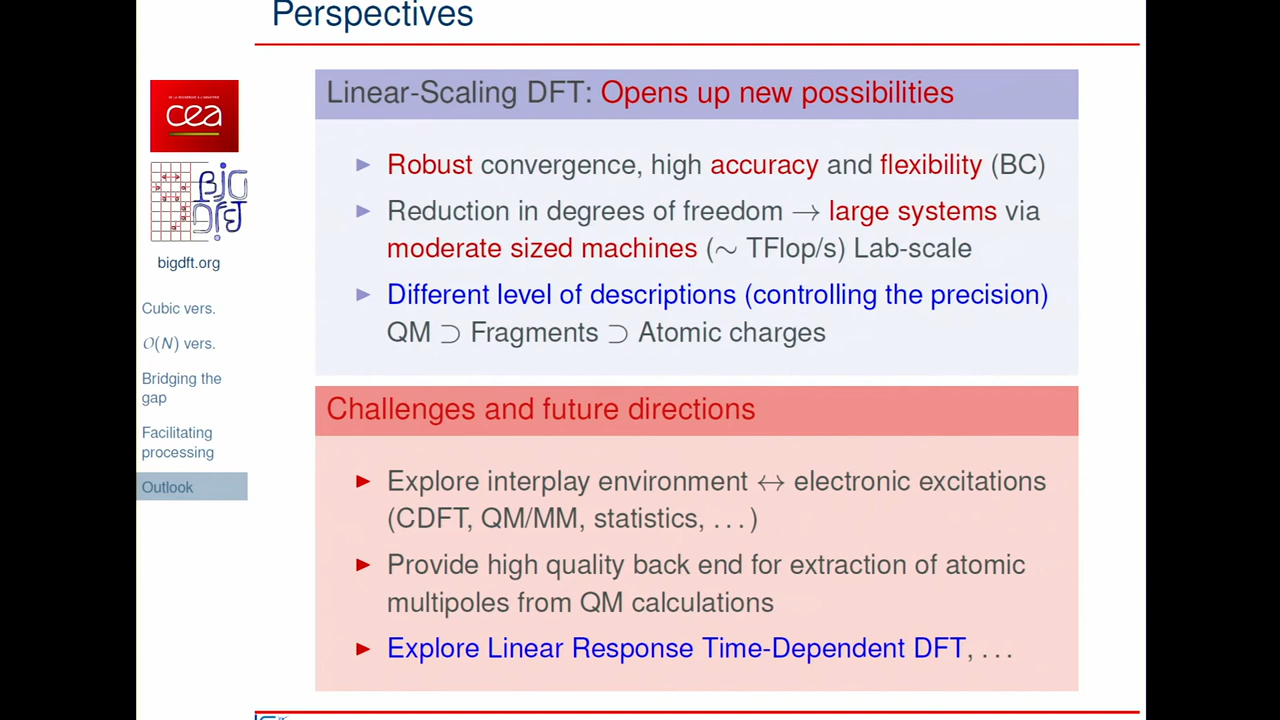 Perspectives
cea
BigDFT
bigdft.org
Cubic vers.
O(N) vers.
Bridging the
gap
Facilitating
processing
Outlook
Linear-Scaling DFT: Opens up new possibilities
► Robust convergence, high accuracy and flexibility (BC)
► Reduction in degrees of freedom → large systems via
moderate sized machines (∼ TFlop/s) Lab-scale
► Different level of descriptions (controlling the precision)
QM ⊃ Fragments ⊃ Atomic charges
Challenges and future directions
► Explore interplay environment ↔ electronic excitations
(CDFT, QM/MM, statistics, ...)
► Provide high quality back end for extraction of atomic
multipoles from QM calculations
► Explore Linear Response Time-Dependent DFT, ...